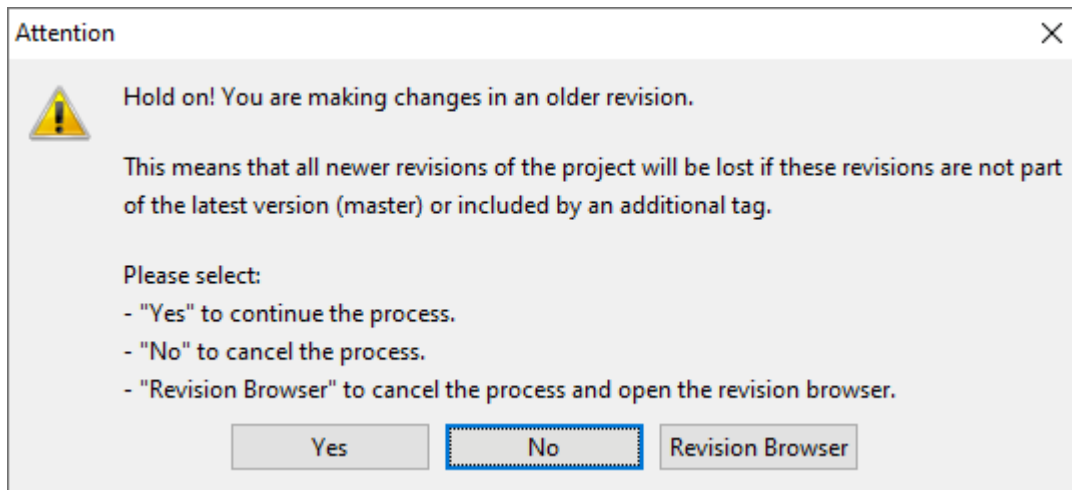 Attention
Hold on! You are making changes in an older revision.
This means that all newer revisions of the project will be lost if these revisions are not part
of the latest version (master) or included by an additional tag.
Please select:
- "Yes" to continue the process.
- "No" to cancel the process.
- "Revision Browser" to cancel the process and open the revision browser.
Yes No Revision Browser